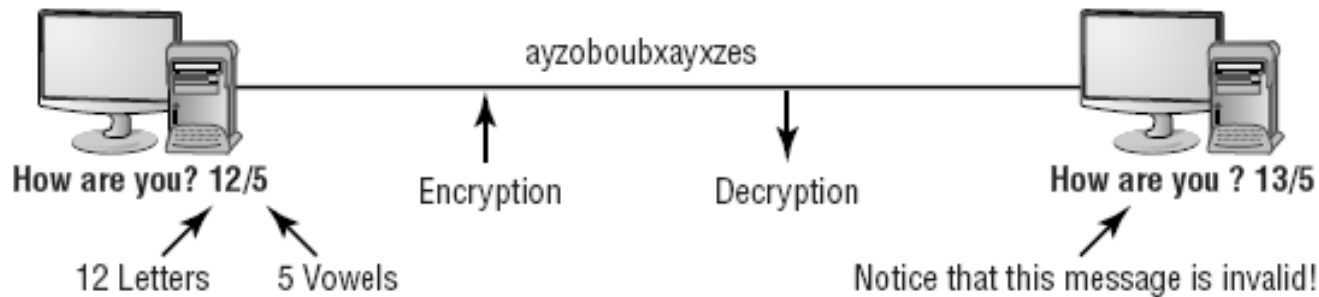 ayzoboubxayxzes
How are you? 12/5
Encryption
Decryption
How are you ? 13/5
12 Letters
5 Vowels
Notice that this message is invalid!